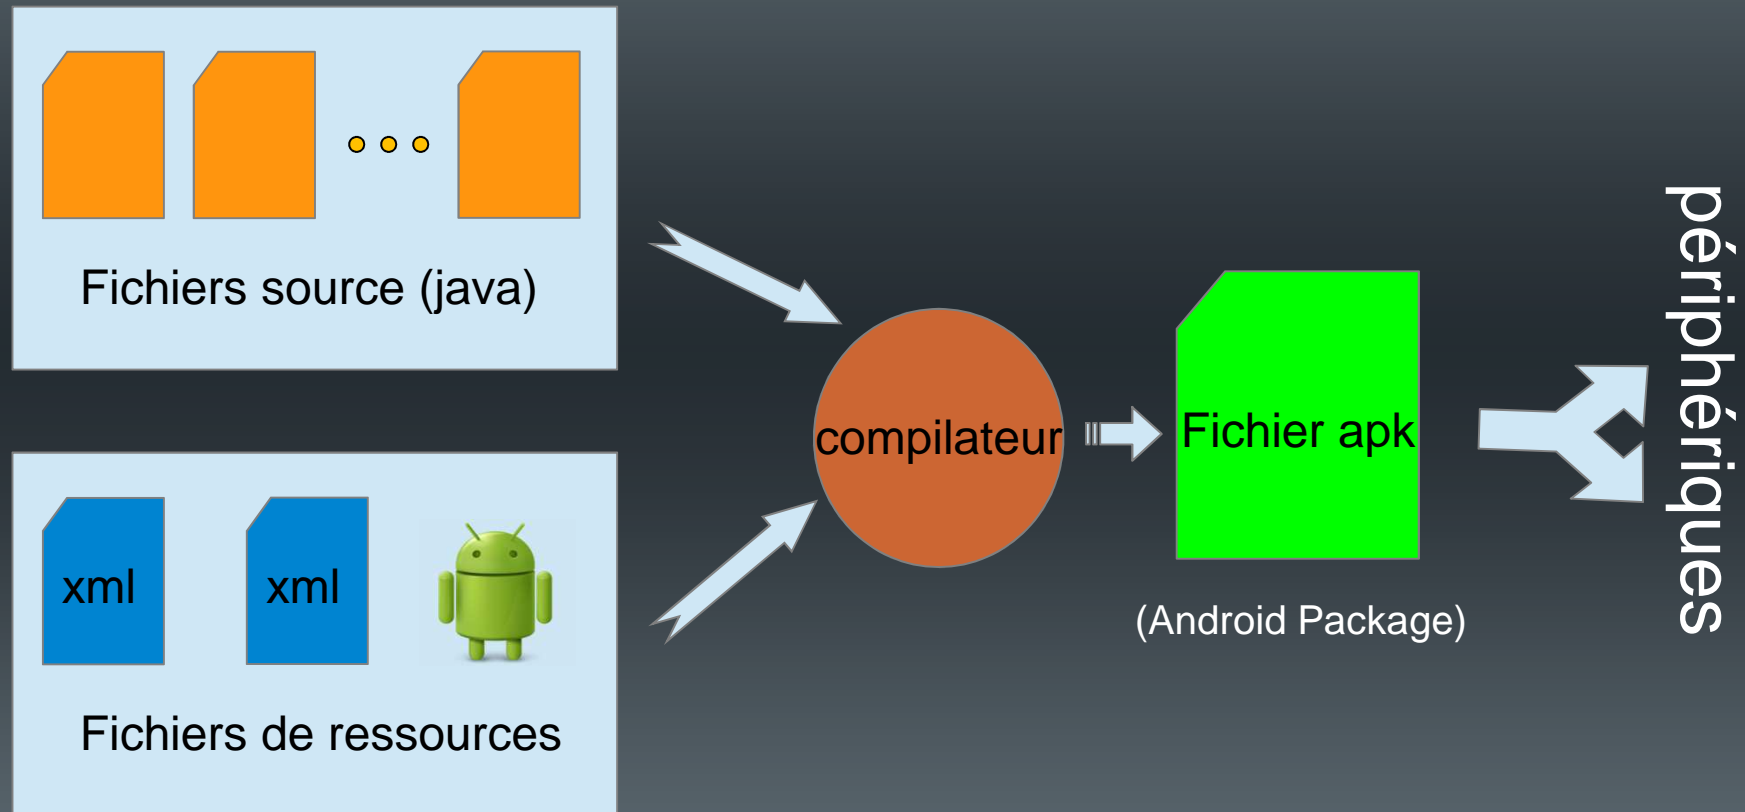 Fichiers source (java)
xml
xml
Fichiers de ressources
compilateur
Fichier apk
(Android Package)
périphériques